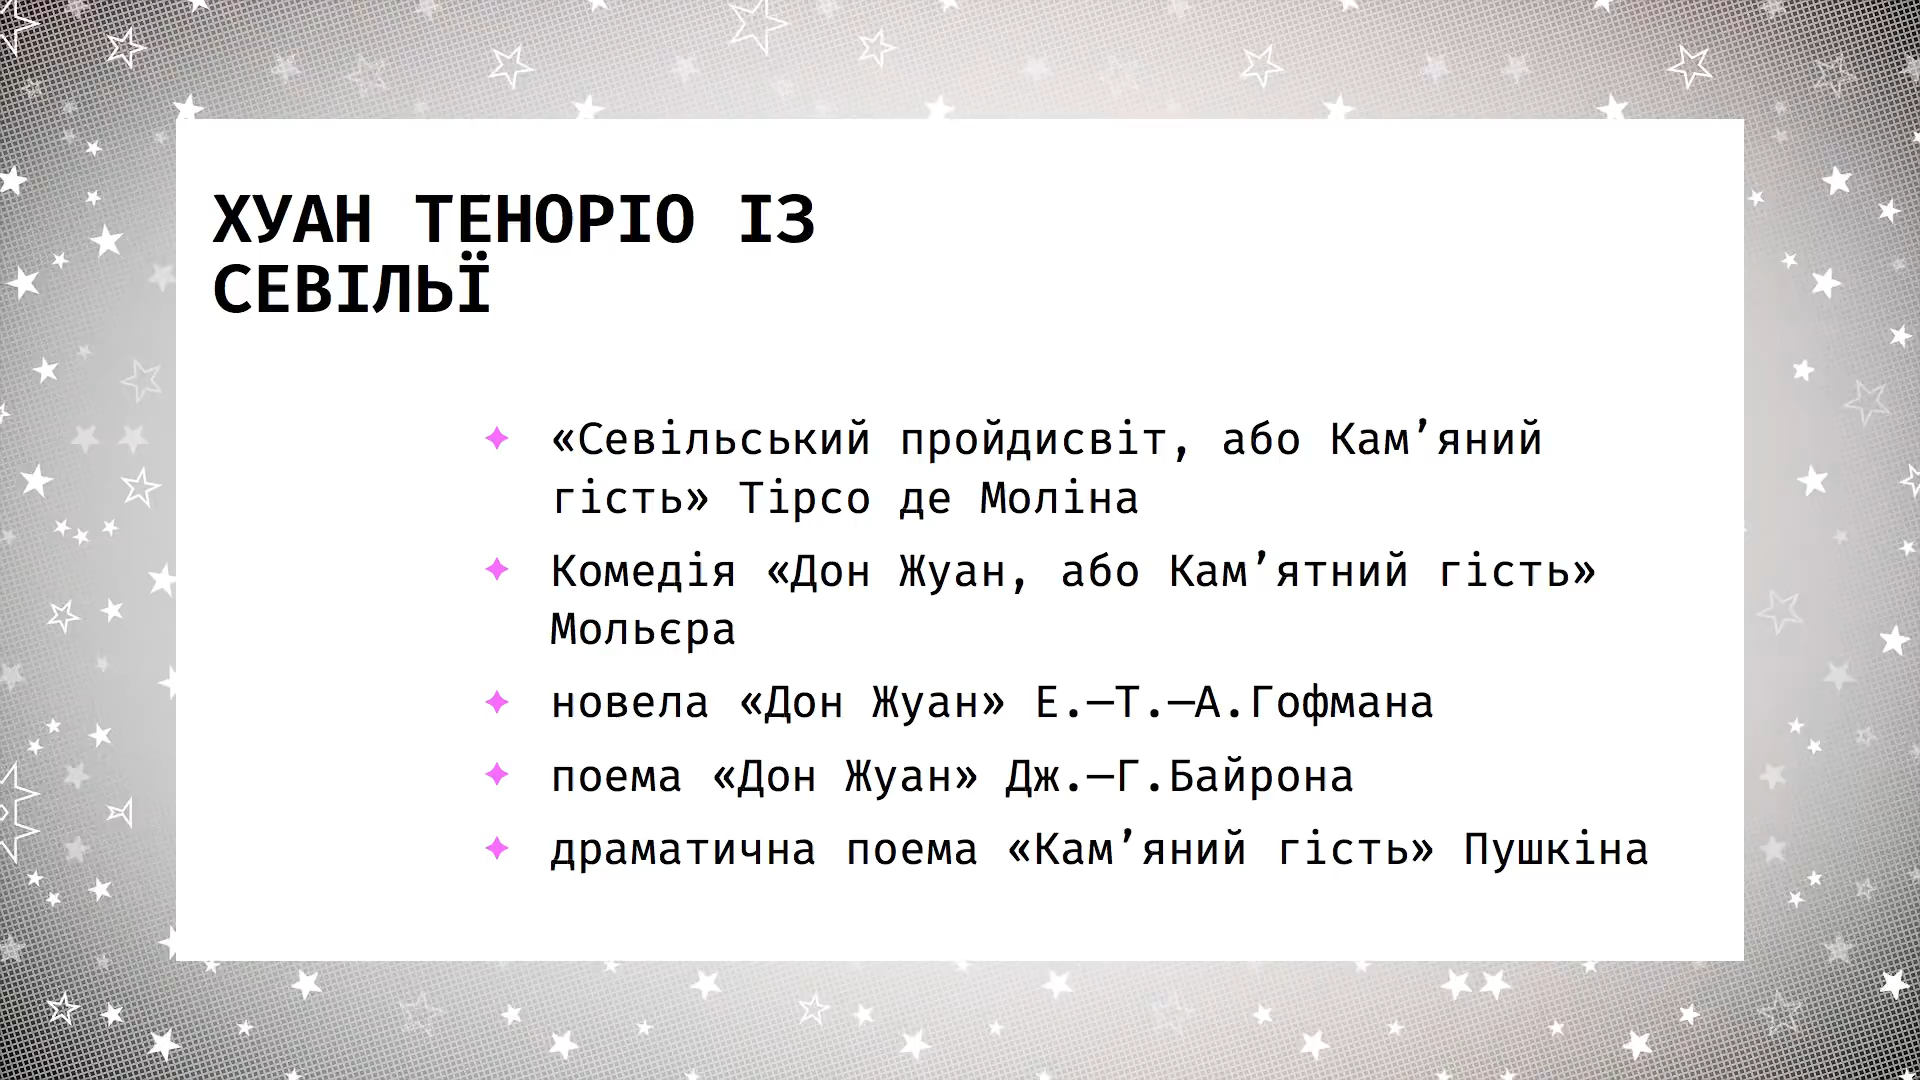 ХУАН ТЕНОРІО ІЗ
СЕВІЛЬЇ
«Севільський пройдисвіт, або Кам’яний
гість» Тірсо де Моліна
Комедія «Дон Жуан, або Кам’ятний гість»
Мольєра
новела «Дон Жуан» Е.—Т.—А.Гофмана
поема «Дон Жуан» Дж.—Г.Байрона
драматична поема «Кам’яний гість» Пушкіна